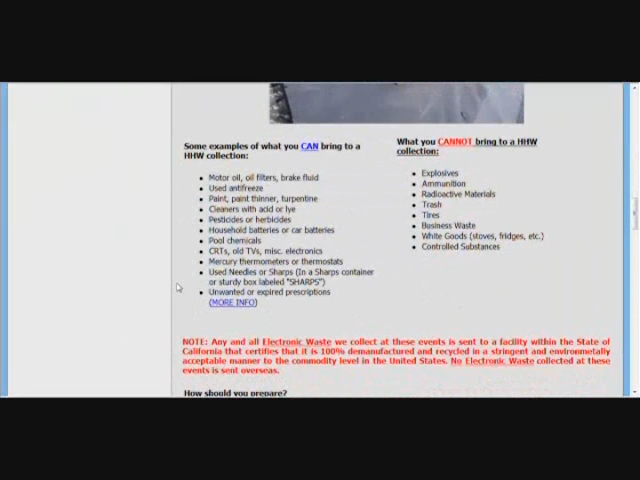 Some examples of what you CAN bring to a
HHW collection:
Motor oil, oil filters, brake fluid
Used antifreeze
Paint, paint thinner, turpentine
Cleaners with acid or lye
Pesticides or herbicides
Household batteries or car batteries
Pool chemicals
CRTs, old TVs, misc. electronics
Mercury thermometers or thermostats
Used Needles or Sharps (In a Sharps container
or sturdy box labeled "SHARPS")
Unwanted or expired prescriptions
(MORE INFO)
What you CANNOT bring to a HHW
collection:
Explosives
Ammunition
Radioactive Materials
Trash
Tires
Business Waste
White Goods (stoves, fridges, etc.)
Controlled Substances
NOTE: Any and all Electronic Waste we collect at these events is sent to a facility within the State of
California that certifies that it is 100% demanufactured and recycled in a stringent and environmetally
acceptable manner to the commodity level in the United States. No Electronic Waste collected at these
events is sent overseas.
How should you prepare?